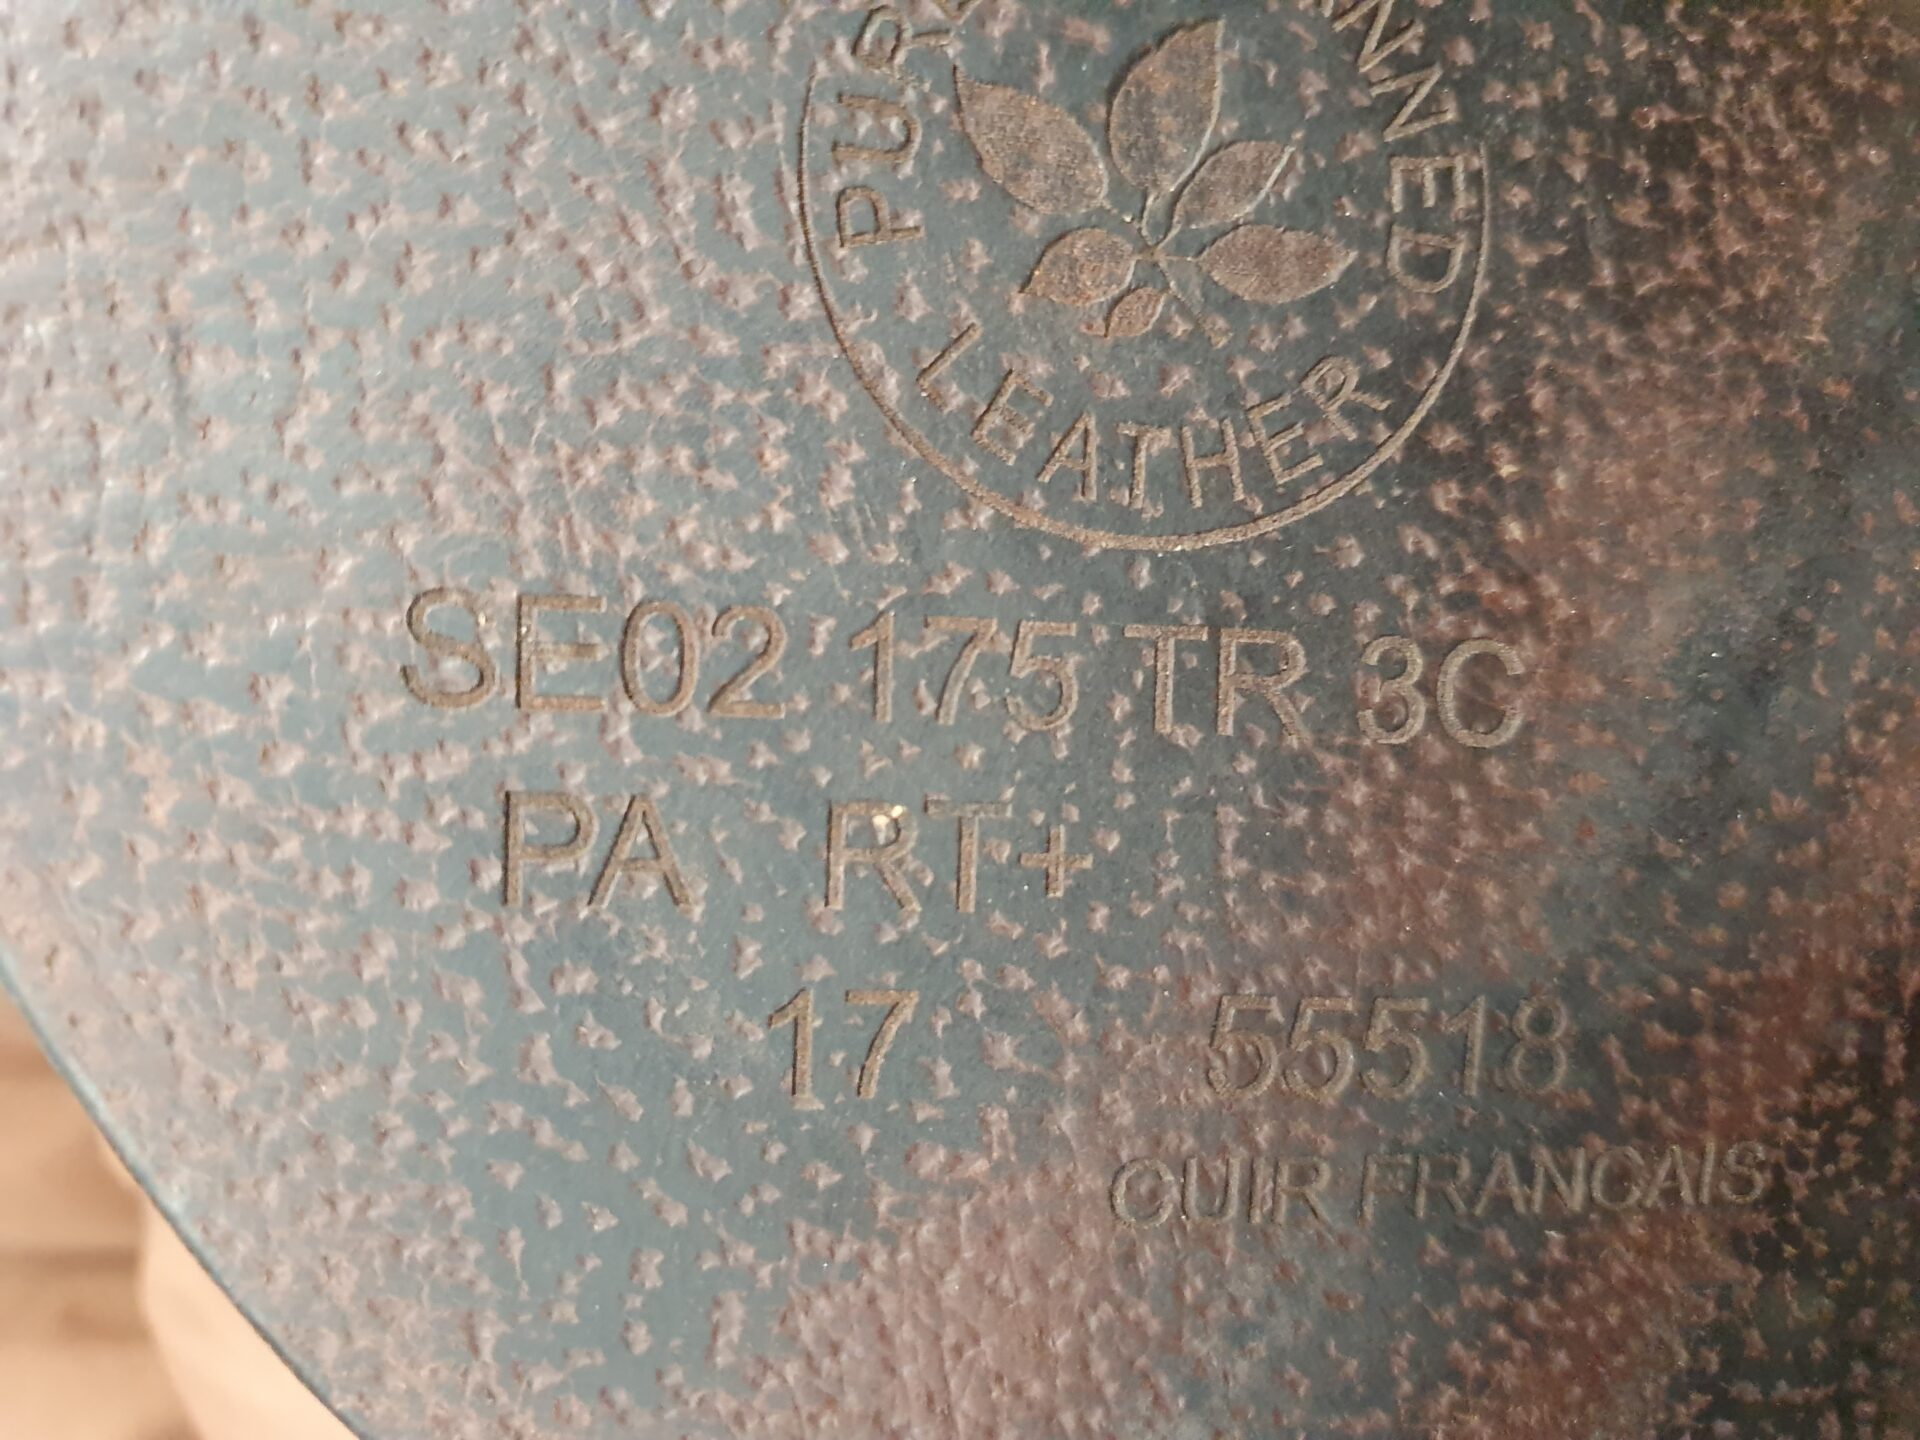 LEATHER
SE02 175 TR 3C
PA RT+
17 55518
CUIR FRANCAIS